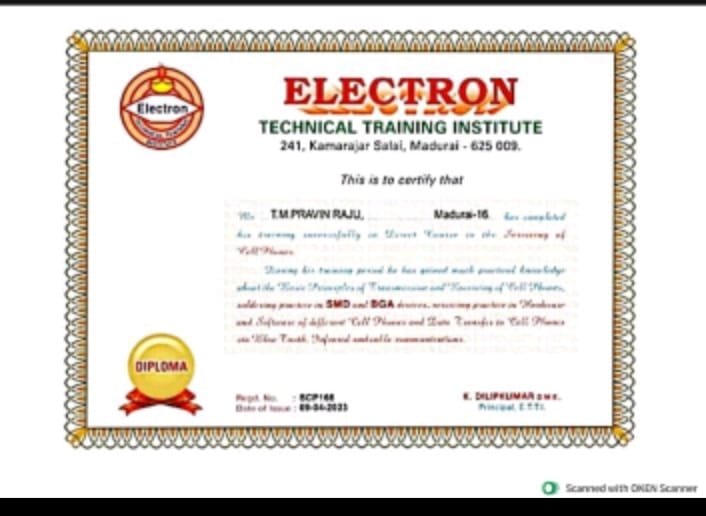 Electron
ELECTRON
TECHNICAL TRAINING INSTITUTE
241, Kamarajar Salai, Madurai - 625 009.
This is to certify that
Mr. T.M.PRAVIN RAJU, Madurai-16. has completed
his training successfully in Direct Course in the Servicing of
Cell Phones.
During his training period he has gained much practical knowledge
about the Basic Principles of Transmission and Receiving of Cell Phones,
soldering practice in SMD and BGA devices, servicing practice in Hardware
and Software of different Cell Phones and Data Transfer in Cell Phones
via Blue Tooth, Infrared and cable communications.
DIPLOMA
Regd. No. : SCP166
Date of Issue : 09-04-2023
K. DILIPKUMAR
Principal, E.T.T.I.
Scanned with OKEN Scanner